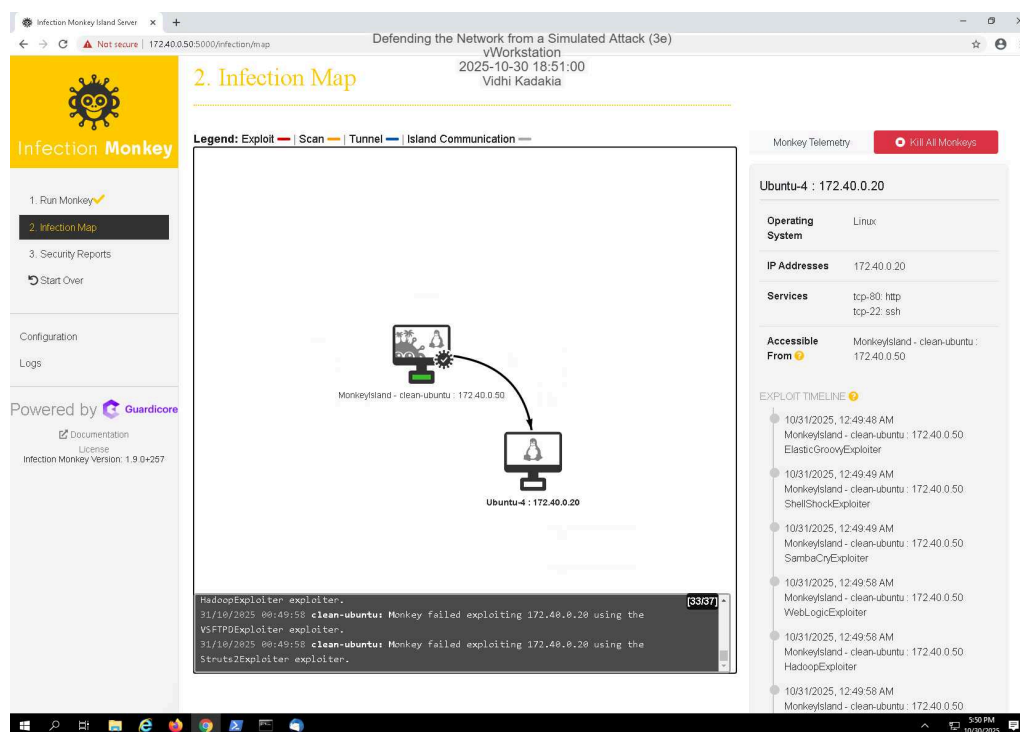 Infection Monkey Island Server
Not secure | 172.40.0.50:5000/infection/map
Defending the Network from a Simulated Attack (3e)
vWorkstation
2025-10-30 18:51:00
Vidhi Kadakia
Infection Monkey
1. Run Monkey
2. Infection Map
3. Security Reports
Start Over
Configuration
Logs
Powered by Guardicore
Documentation
License
Infection Monkey Version: 1.9.0+257
2. Infection Map
Legend: Exploit | Scan | Tunnel | Island Communication
MonkeyIsland - clean-ubuntu : 172.40.0.50
Ubuntu-4 : 172.40.0.20
HadoopExploiter exploiter.
[33/37]
31/10/2025 00:49:58 clean-ubuntu: Monkey failed exploiting 172.40.0.20 using the
VSFTPDExploiter exploiter.
31/10/2025 00:49:58 clean-ubuntu: Monkey failed exploiting 172.40.0.20 using the
Struts2Exploiter exploiter.
Monkey Telemetry
Kill All Monkeys
Ubuntu-4 : 172.40.0.20
Operating System
Linux
IP Addresses
172.40.0.20
Services
tcp-80: http
tcp-22: ssh
Accessible From
MonkeyIsland - clean-ubuntu :
172.40.0.50
EXPLOIT TIMELINE
10/31/2025, 12:49:48 AM
MonkeyIsland - clean-ubuntu : 172.40.0.50
ElasticGroovyExploiter
10/31/2025, 12:49:49 AM
MonkeyIsland - clean-ubuntu : 172.40.0.50
ShellShockExploiter
10/31/2025, 12:49:49 AM
MonkeyIsland - clean-ubuntu : 172.40.0.50
SambaCryExploiter
10/31/2025, 12:49:58 AM
MonkeyIsland - clean-ubuntu : 172.40.0.50
WebLogicExploiter
10/31/2025, 12:49:58 AM
MonkeyIsland - clean-ubuntu : 172.40.0.50
HadoopExploiter
10/31/2025, 12:49:58 AM
MonkeyIsland - clean-ubuntu : 172.40.0.50
5:50 PM
10/30/2025